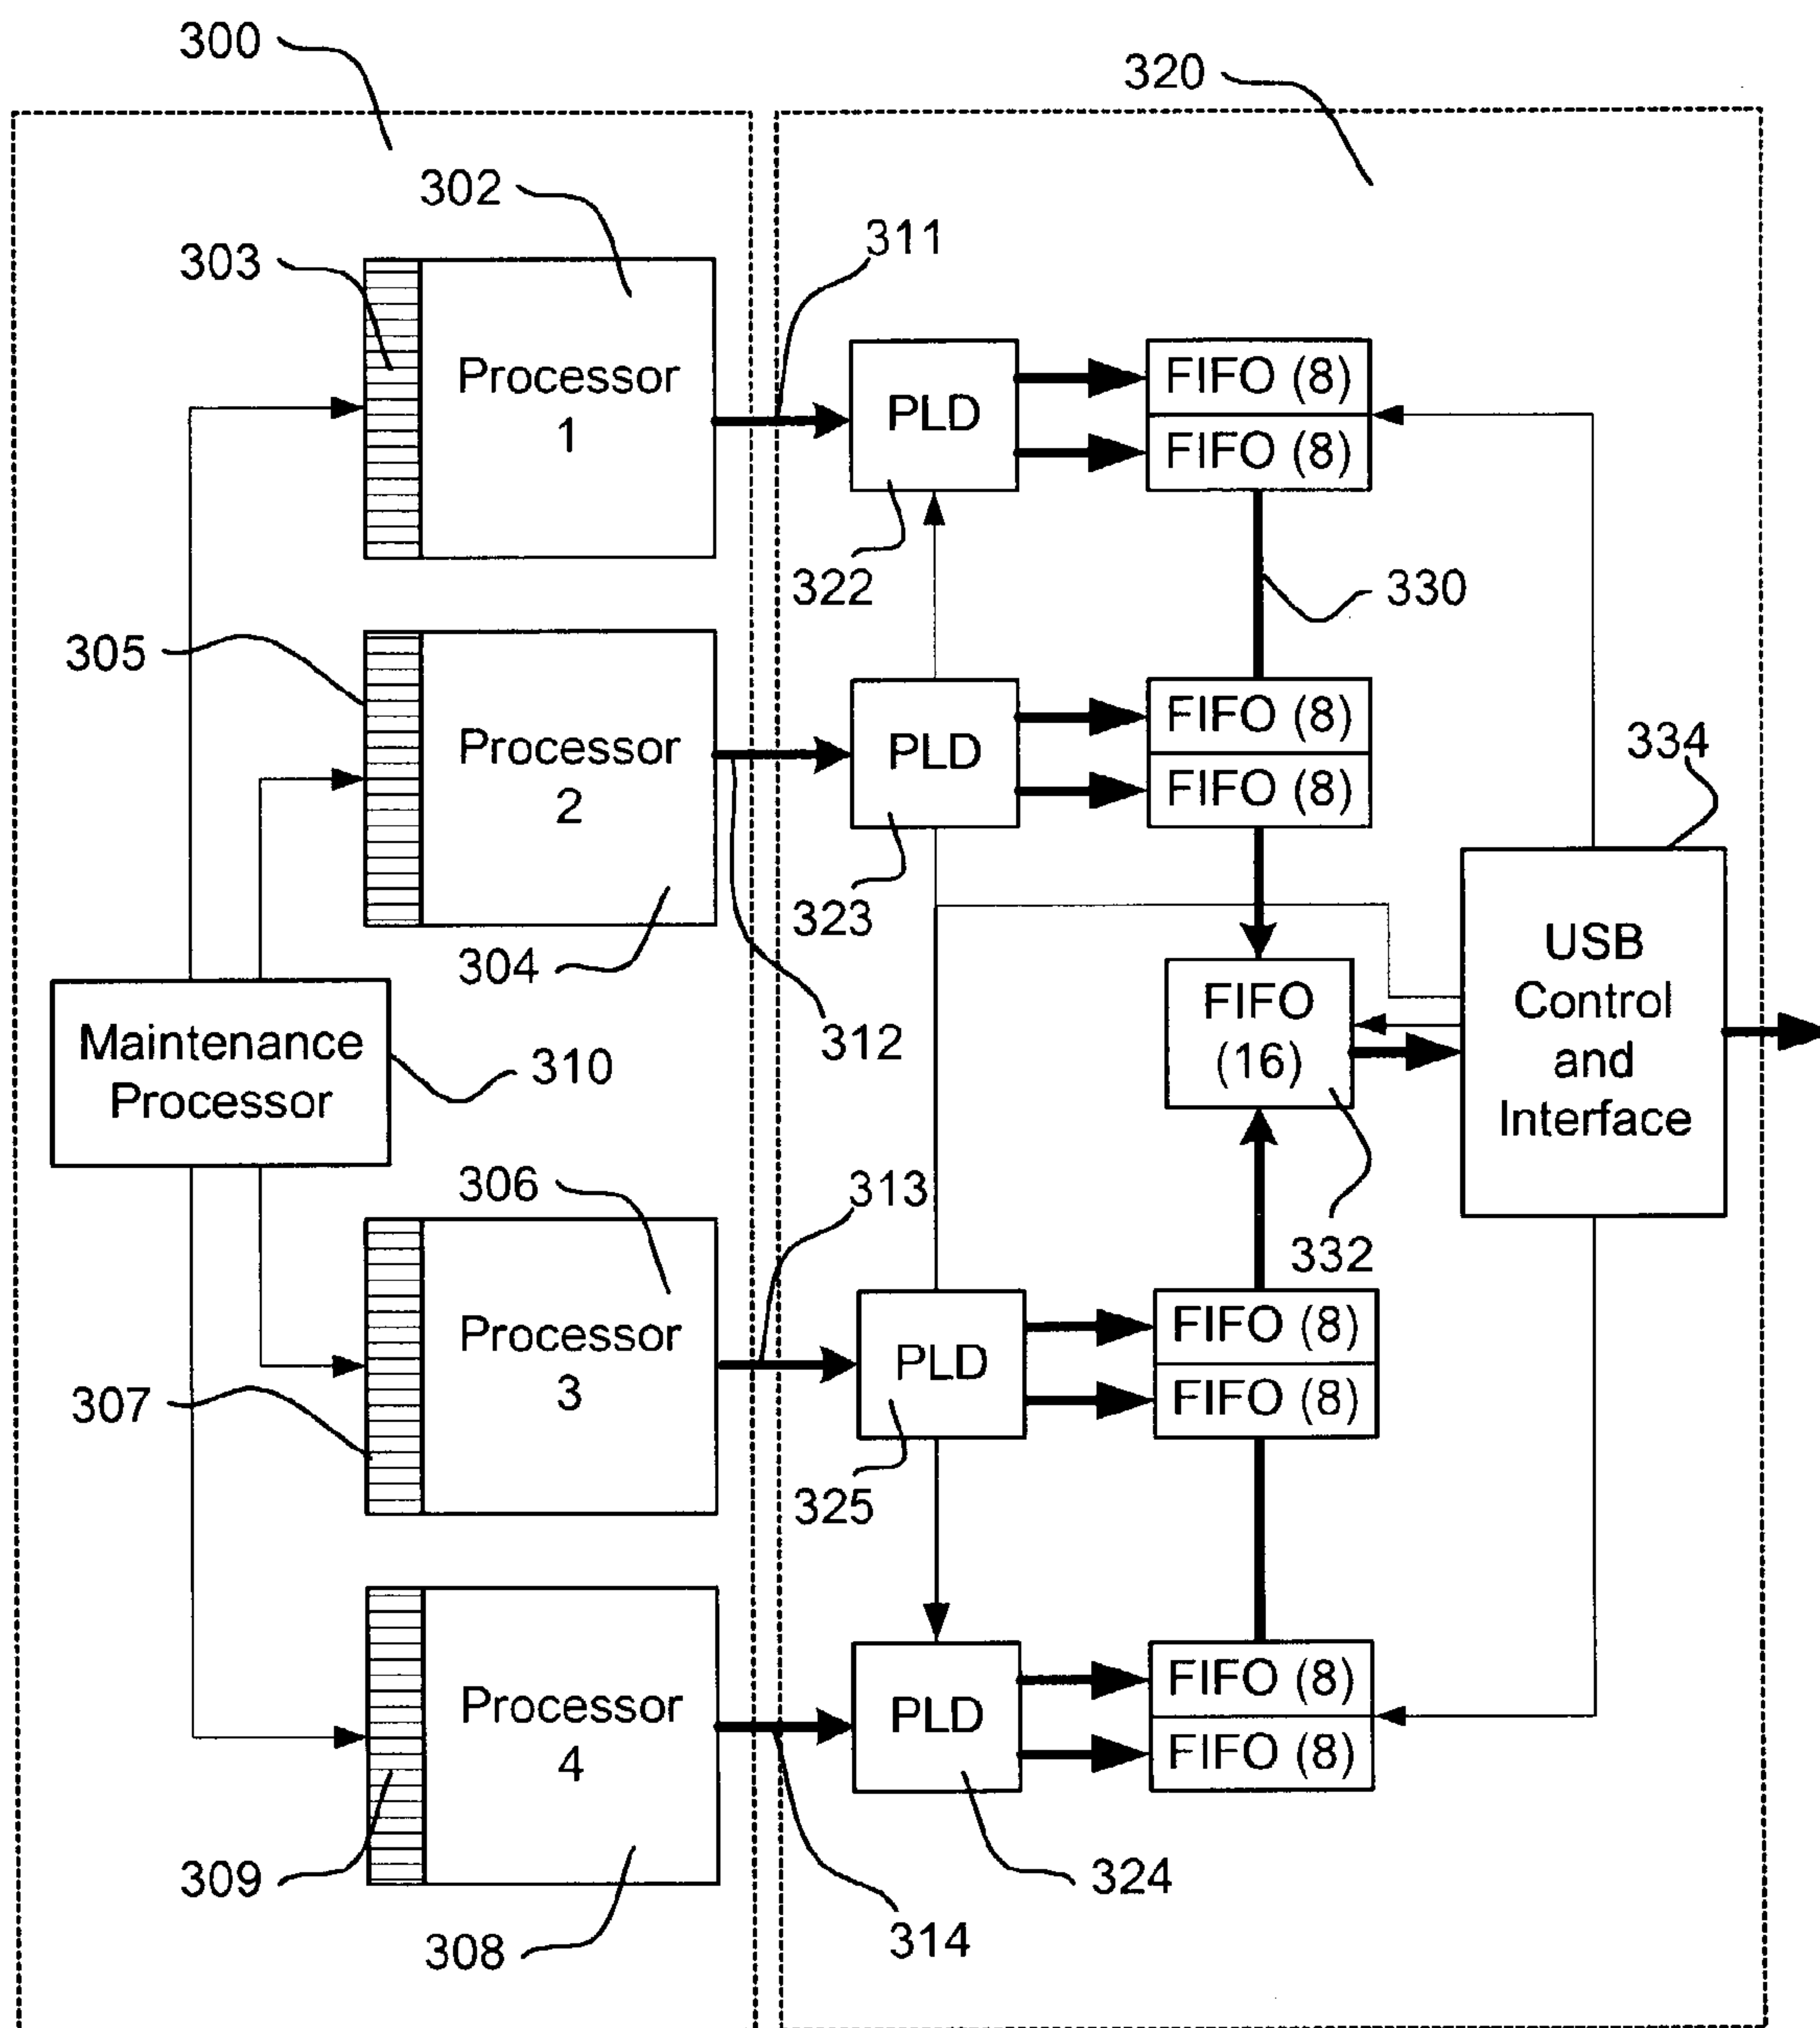 300
320
302
311
303
Processor
1
PLD
FIFO (8)
FIFO (8)
322
330
305
Processor
2
PLD
FIFO (8)
FIFO (8)
334
304
323
312
Maintenance
Processor
310
FIFO
(16)
USB
Control
and
Interface
306
313
332
Processor
3
PLD
FIFO (8)
FIFO (8)
307
325
Processor
4
PLD
FIFO (8)
FIFO (8)
309
308
324
314